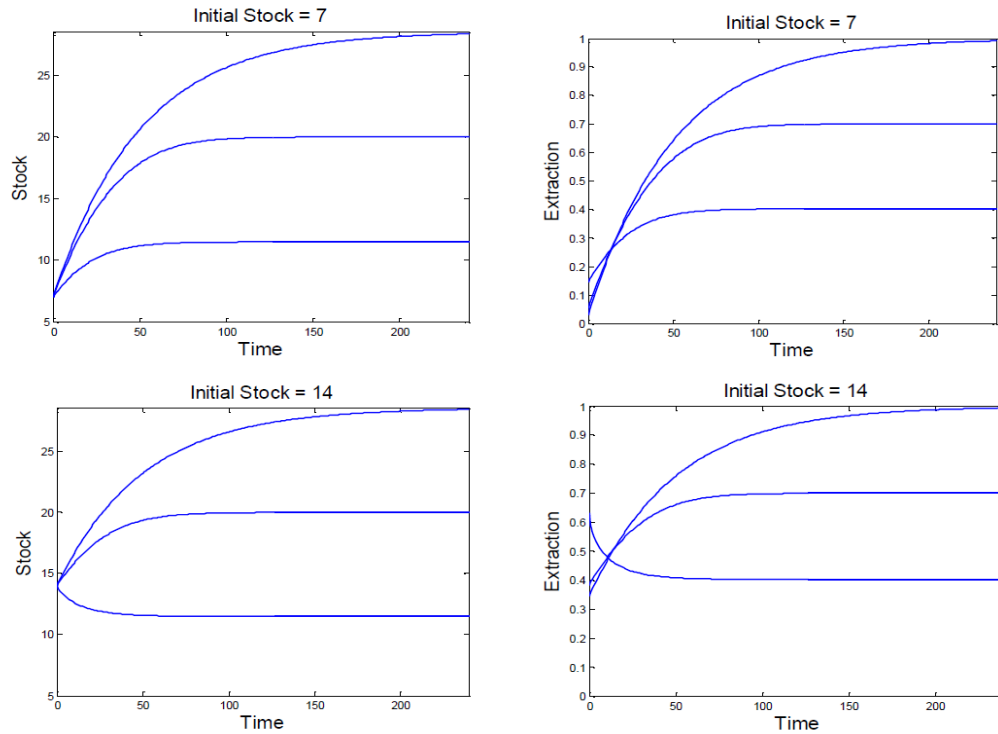 Initial Stock = 7
Stock
25
20
15
10
5
0 50 100 150 200
Time
Initial Stock = 7
Extraction
1
0.9
0.8
0.7
0.6
0.5
0.4
0.3
0.2
0.1
0
0 50 100 150 200
Time
Initial Stock = 14
Stock
25
20
15
10
5
0 50 100 150 200
Time
Initial Stock = 14
Extraction
1
0.9
0.8
0.7
0.6
0.5
0.4
0.3
0.2
0.1
0
0 50 100 150 200
Time